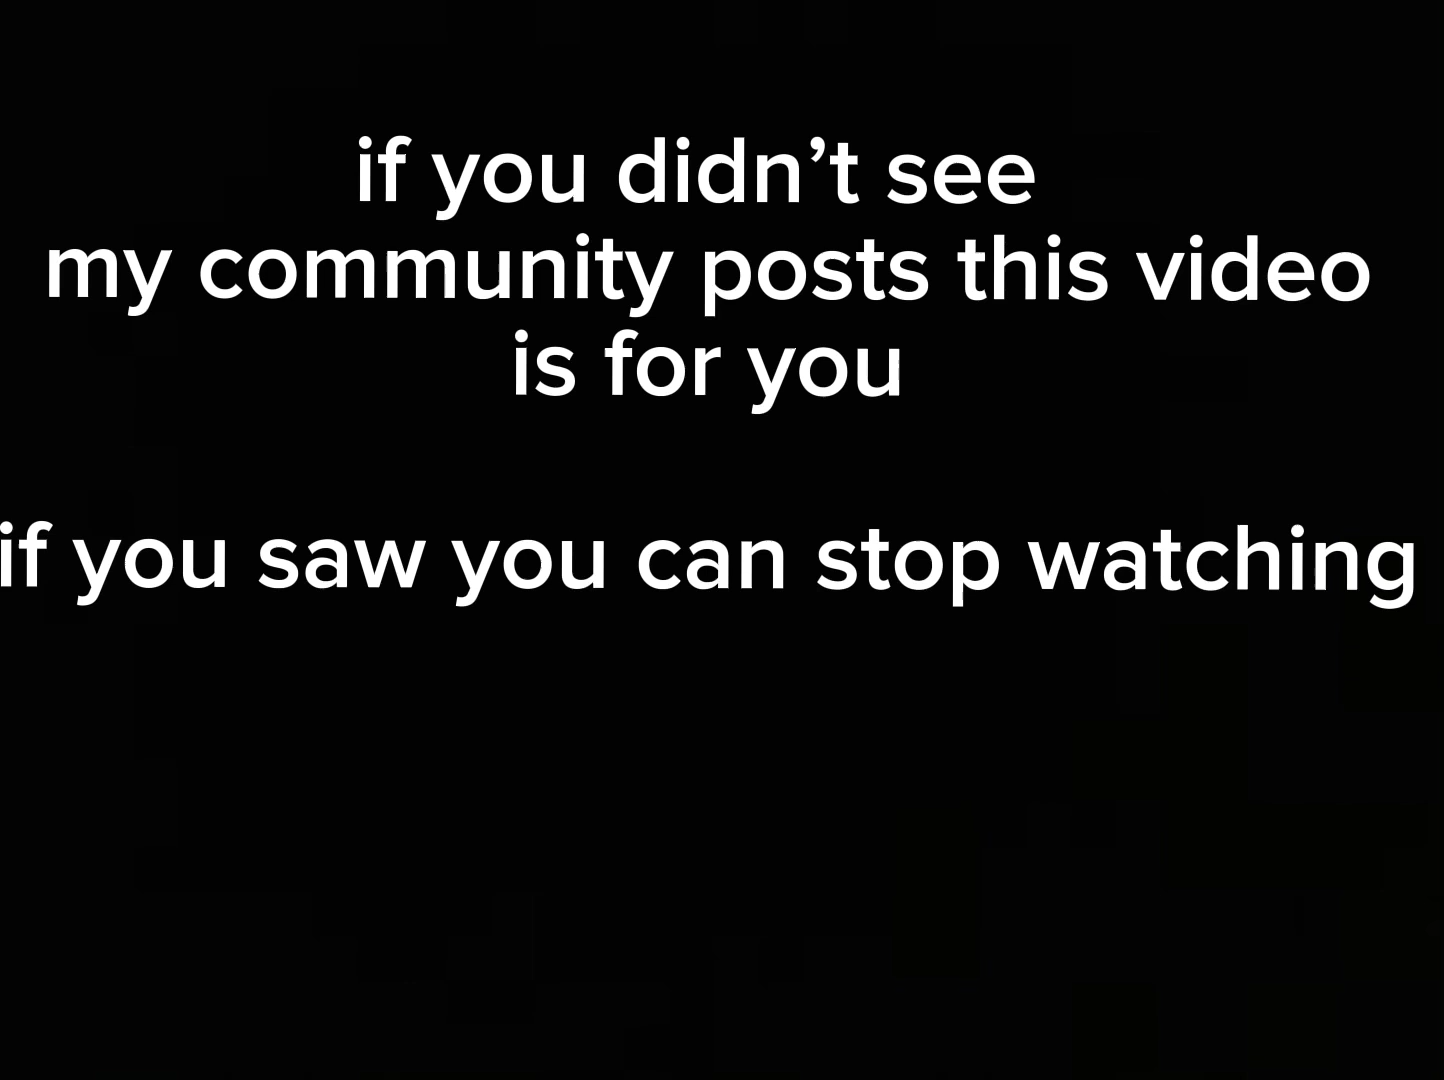 if you didn’t see
my community posts this video
is for you
if you saw you can stop watching